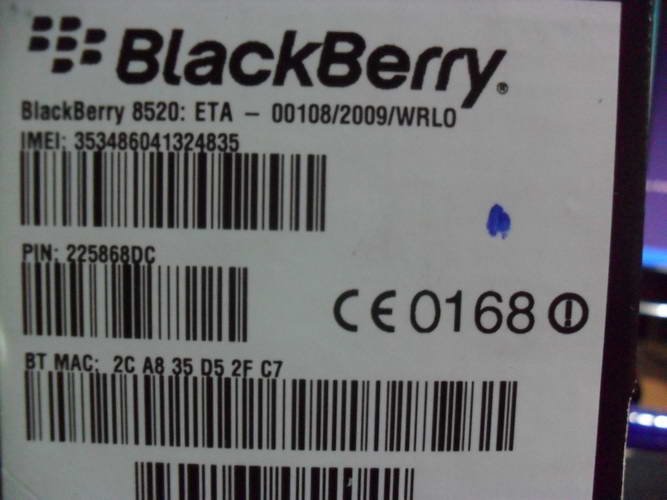 BlackBerry®
BlackBerry 8520: ETA - 00108/2009/WRLO
IMEI: 353486041324835
PIN: 225868DC
CE 0168
BT MAC: 2C A8 35 D5 2F C7